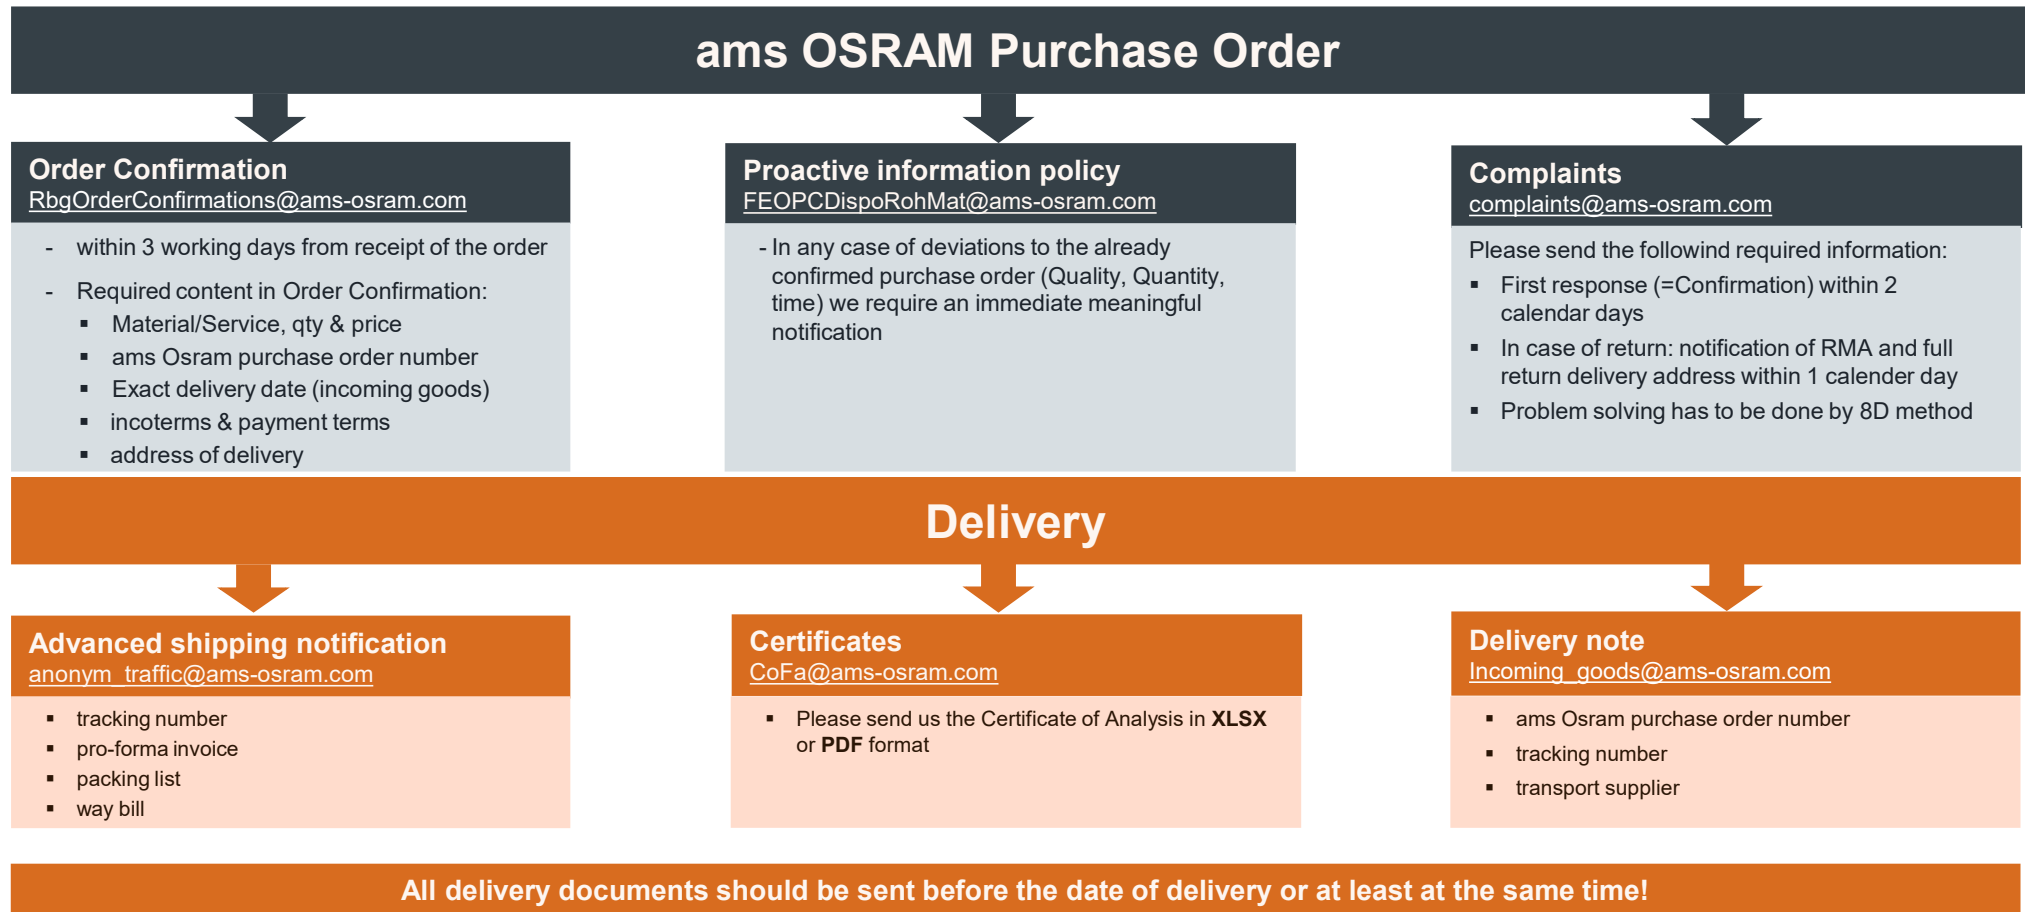 ams OSRAM Purchase Order
Order Confirmation
RbgOrderConfirmations@ams-osram.com
- within 3 working days from receipt of the order
- Required content in Order Confirmation:
▪ Material/Service, qty & price
▪ ams Osram purchase order number
▪ Exact delivery date (incoming goods)
▪ incoterms & payment terms
▪ address of delivery
Proactive information policy
FEOPCDispoRohMat@ams-osram.com
- In any case of deviations to the already
confirmed purchase order (Quality, Quantity,
time) we require an immediate meaningful
notification
Complaints
complaints@ams-osram.com
Please send the followind required information:
▪ First response (=Confirmation) within 2
calendar days
▪ In case of return: notification of RMA and full
return delivery address within 1 calender day
▪ Problem solving has to be done by 8D method
Delivery
Advanced shipping notification
anonym_traffic@ams-osram.com
▪ tracking number
▪ pro-forma invoice
▪ packing list
▪ way bill
Certificates
CoFa@ams-osram.com
▪ Please send us the Certificate of Analysis in XLSX
or PDF format
Delivery note
Incoming_goods@ams-osram.com
▪ ams Osram purchase order number
▪ tracking number
▪ transport supplier
All delivery documents should be sent before the date of delivery or at least at the same time!